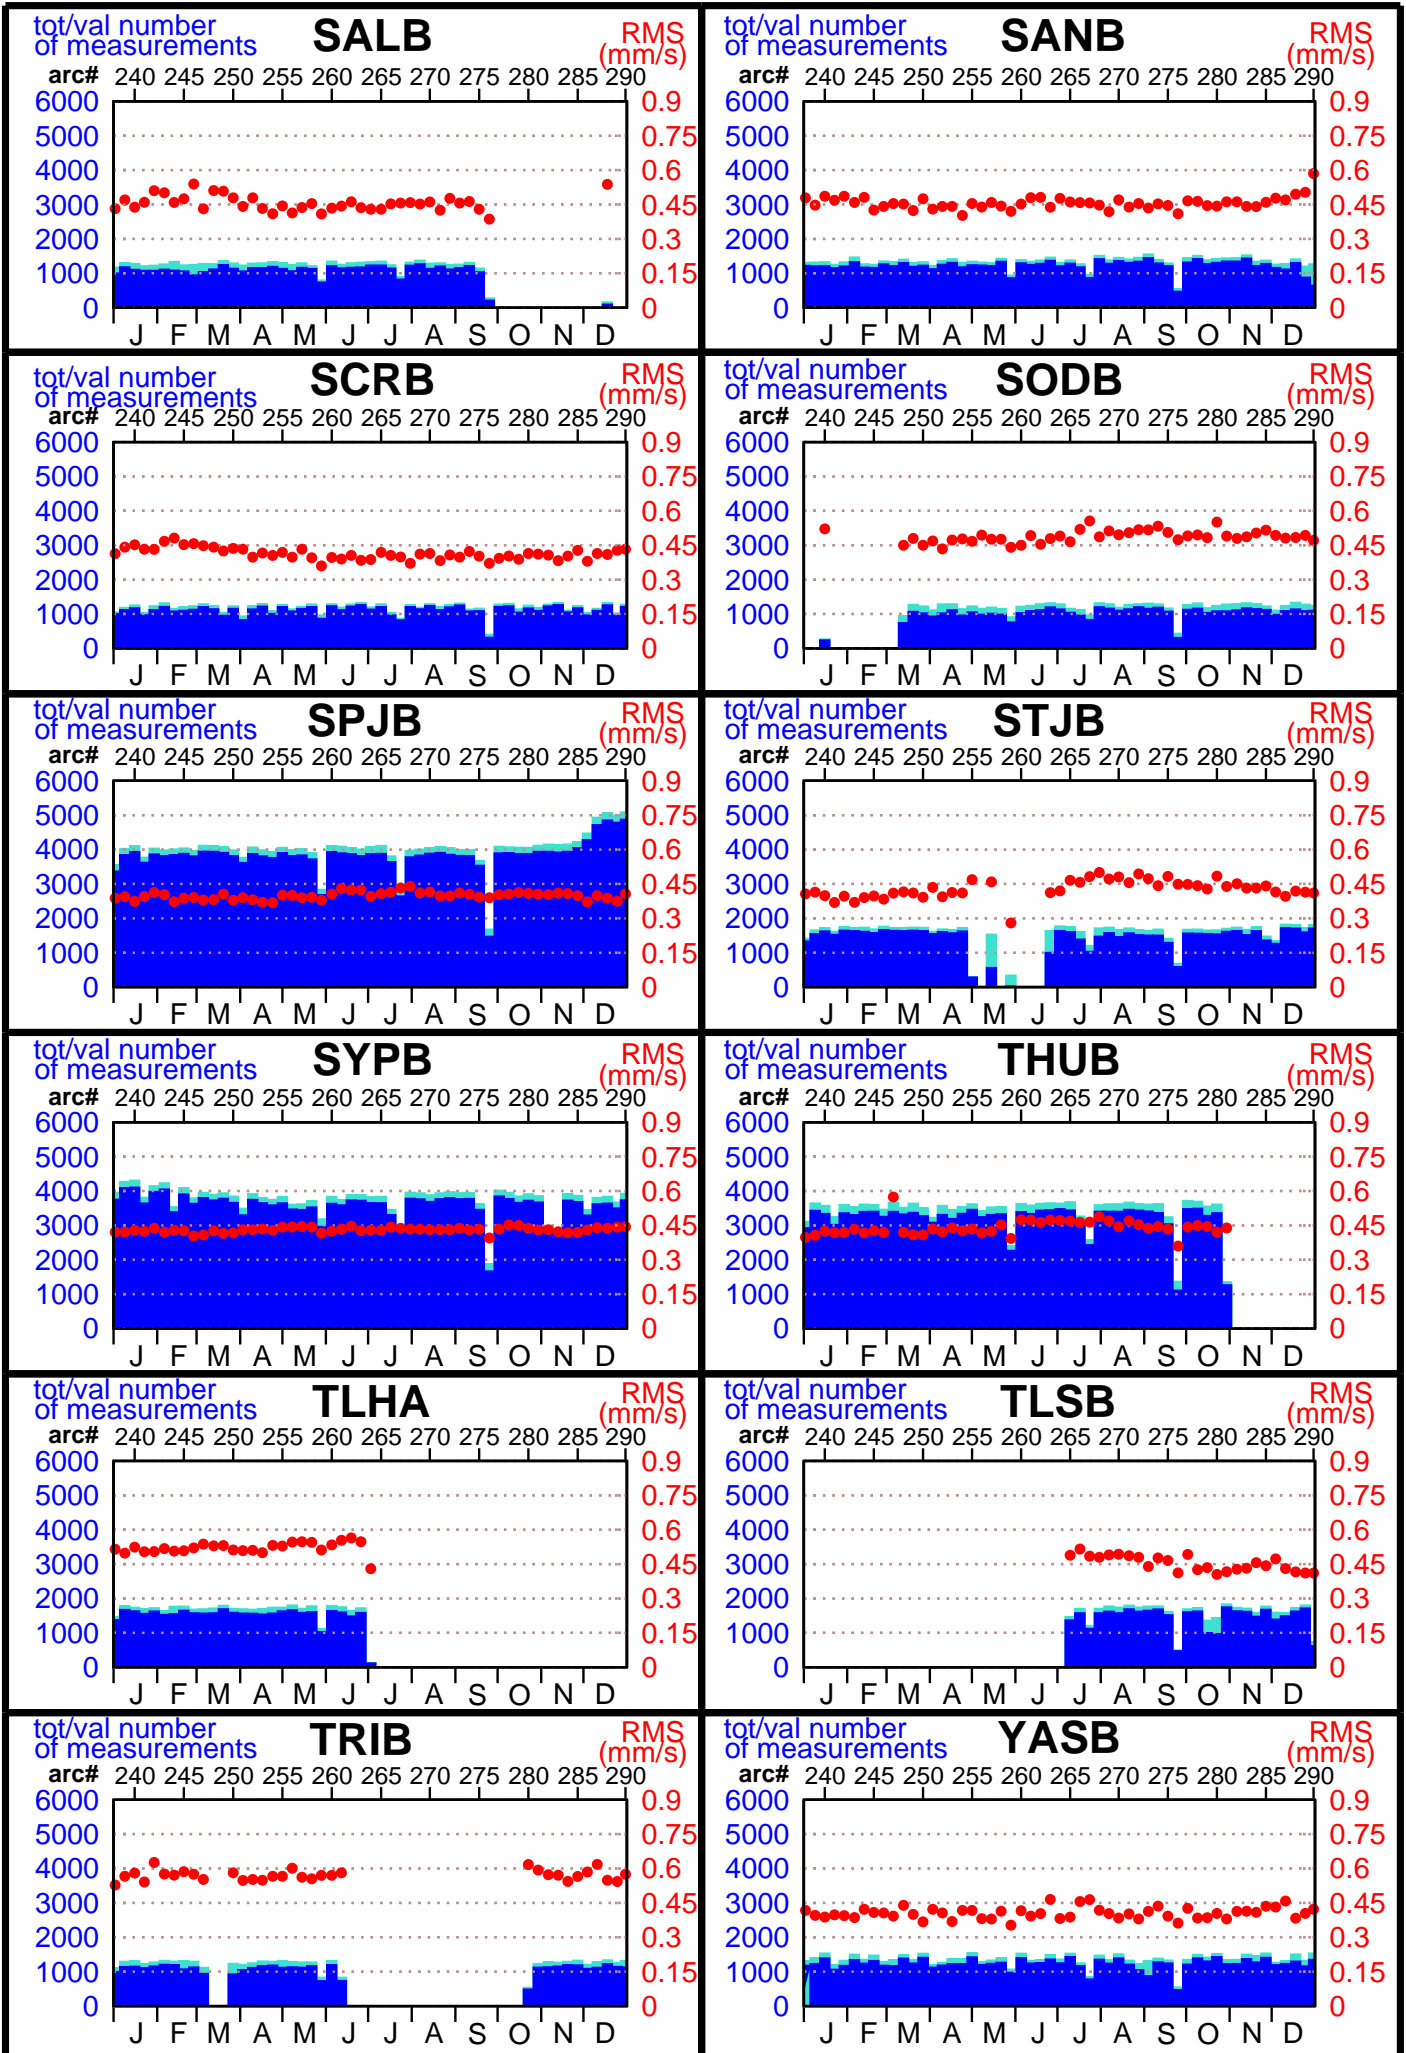 tot/val number
of measurements
SALB
RMS
(mm/s)
arc# 240 245 250 255 260 265 270 275 280 285 290
6000 0.9
5000 0.75
4000 0.6
3000 0.45
2000 0.3
1000 0.15
0 0
J F M A M J J A S O N D
tot/val number
of measurements
SANB
RMS
(mm/s)
arc# 240 245 250 255 260 265 270 275 280 285 290
6000 0.9
5000 0.75
4000 0.6
3000 0.45
2000 0.3
1000 0.15
0 0
J F M A M J J A S O N D
tot/val number
of measurements
SCRB
RMS
(mm/s)
arc# 240 245 250 255 260 265 270 275 280 285 290
6000 0.9
5000 0.75
4000 0.6
3000 0.45
2000 0.3
1000 0.15
0 0
J F M A M J J A S O N D
tot/val number
of measurements
SODB
RMS
(mm/s)
arc# 240 245 250 255 260 265 270 275 280 285 290
6000 0.9
5000 0.75
4000 0.6
3000 0.45
2000 0.3
1000 0.15
0 0
J F M A M J J A S O N D
tot/val number
of measurements
SPJB
RMS
(mm/s)
arc# 240 245 250 255 260 265 270 275 280 285 290
6000 0.9
5000 0.75
4000 0.6
3000 0.45
2000 0.3
1000 0.15
0 0
J F M A M J J A S O N D
tot/val number
of measurements
STJB
RMS
(mm/s)
arc# 240 245 250 255 260 265 270 275 280 285 290
6000 0.9
5000 0.75
4000 0.6
3000 0.45
2000 0.3
1000 0.15
0 0
J F M A M J J A S O N D
tot/val number
of measurements
SYPB
RMS
(mm/s)
arc# 240 245 250 255 260 265 270 275 280 285 290
6000 0.9
5000 0.75
4000 0.6
3000 0.45
2000 0.3
1000 0.15
0 0
J F M A M J J A S O N D
tot/val number
of measurements
THUB
RMS
(mm/s)
arc# 240 245 250 255 260 265 270 275 280 285 290
6000 0.9
5000 0.75
4000 0.6
3000 0.45
2000 0.3
1000 0.15
0 0
J F M A M J J A S O N D
tot/val number
of measurements
TLHA
RMS
(mm/s)
arc# 240 245 250 255 260 265 270 275 280 285 290
6000 0.9
5000 0.75
4000 0.6
3000 0.45
2000 0.3
1000 0.15
0 0
J F M A M J J A S O N D
tot/val number
of measurements
TLSB
RMS
(mm/s)
arc# 240 245 250 255 260 265 270 275 280 285 290
6000 0.9
5000 0.75
4000 0.6
3000 0.45
2000 0.3
1000 0.15
0 0
J F M A M J J A S O N D
tot/val number
of measurements
TRIB
RMS
(mm/s)
arc# 240 245 250 255 260 265 270 275 280 285 290
6000 0.9
5000 0.75
4000 0.6
3000 0.45
2000 0.3
1000 0.15
0 0
J F M A M J J A S O N D
tot/val number
of measurements
YASB
RMS
(mm/s)
arc# 240 245 250 255 260 265 270 275 280 285 290
6000 0.9
5000 0.75
4000 0.6
3000 0.45
2000 0.3
1000 0.15
0 0
J F M A M J J A S O N D